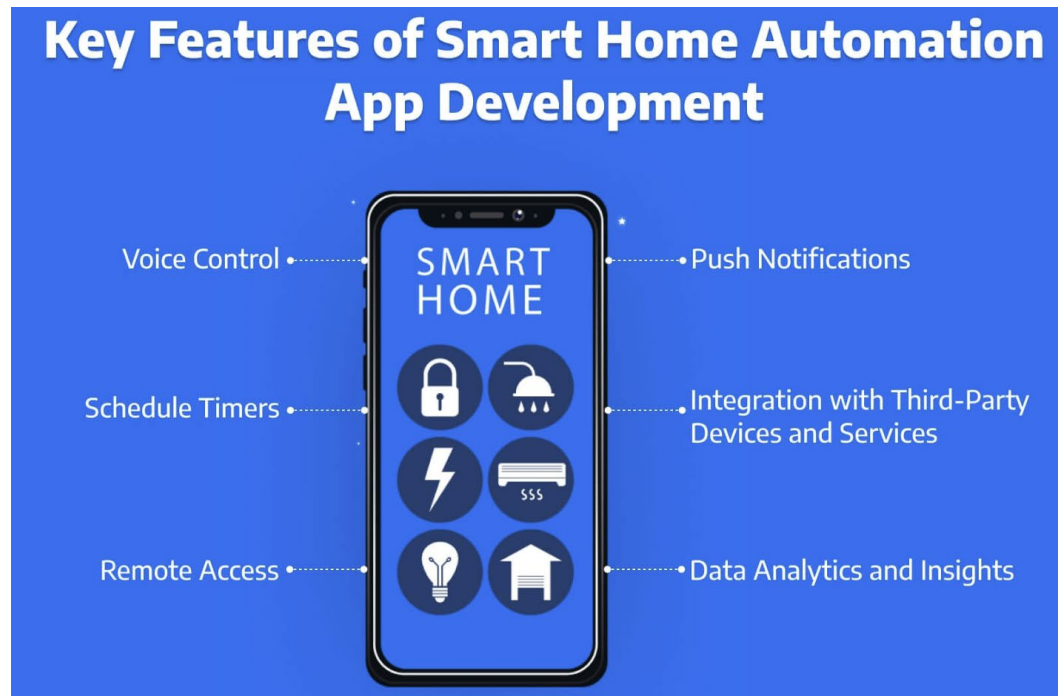 Key Features of Smart Home Automation
App Development
SMART
HOME
Voice Control
Push Notifications
Schedule Timers
Integration with Third-Party
Devices and Services
Remote Access
Data Analytics and Insights